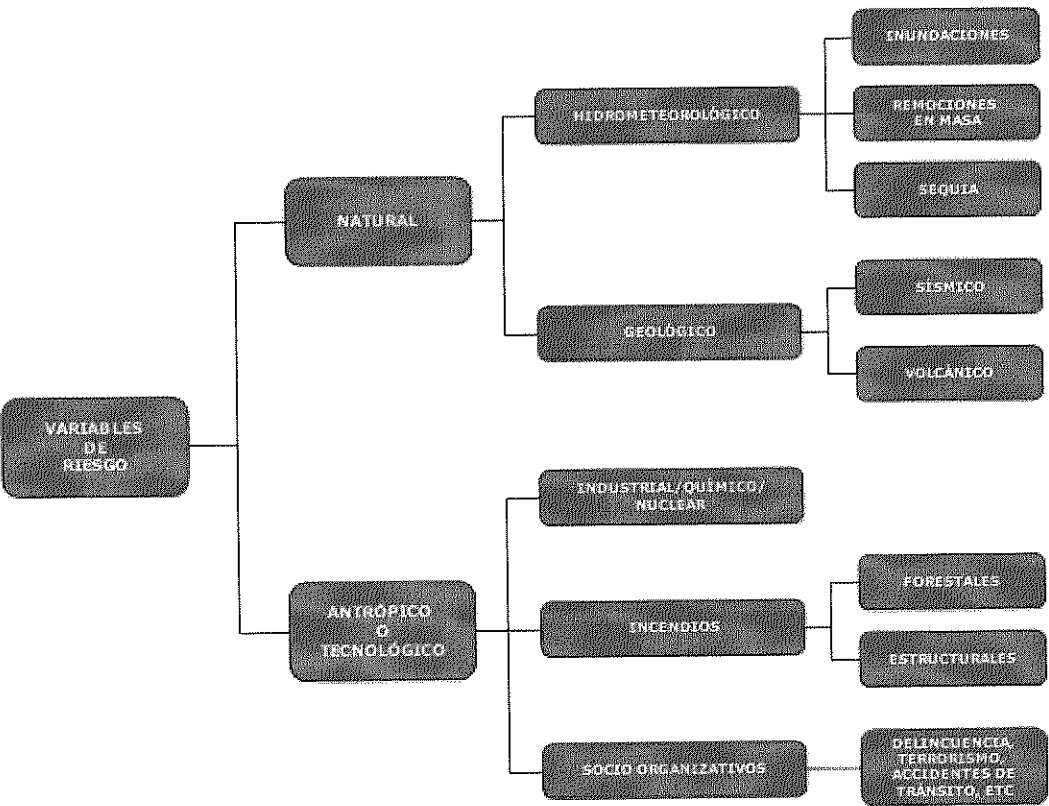 VARIABLES
DE
RIESGO
NATURAL
HIDROMETEOROLÓGICO
INUNDACIONES
REMOCIONES
EN MASA
SEQUIA
GEOLÓGICO
SÍSMICO
VOLCÁNICO
ANTRÓPICO
O
TECNOLÓGICO
INDUSTRIAL/QUÍMICO/
NUCLEAR
INCENDIOS
FORESTALES
ESTRUCTURALES
SOCIO ORGANIZATIVOS
DELINCUENCIA,
TERRORISMO,
ACCIDENTES DE
TRÁNSITO, ETC